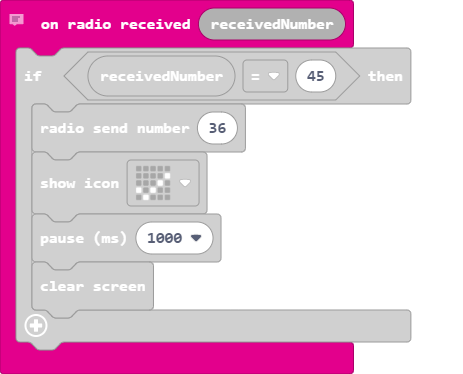 on radio received receivedNumber
if receivedNumber = 45 then
radio send number 36
show icon
pause (ms) 1000
clear screen